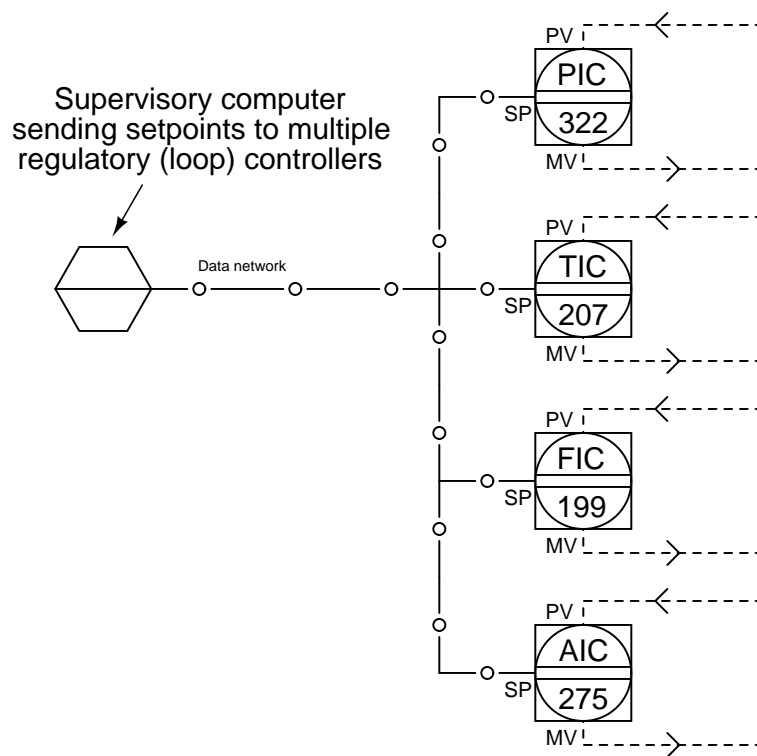 Supervisory computer
sending setpoints to multiple
regulatory (loop) controllers
Data network
PV
PIC
SP
322
MV
PV
TIC
SP
207
MV
PV
FIC
SP
199
MV
PV
AIC
SP
275
MV